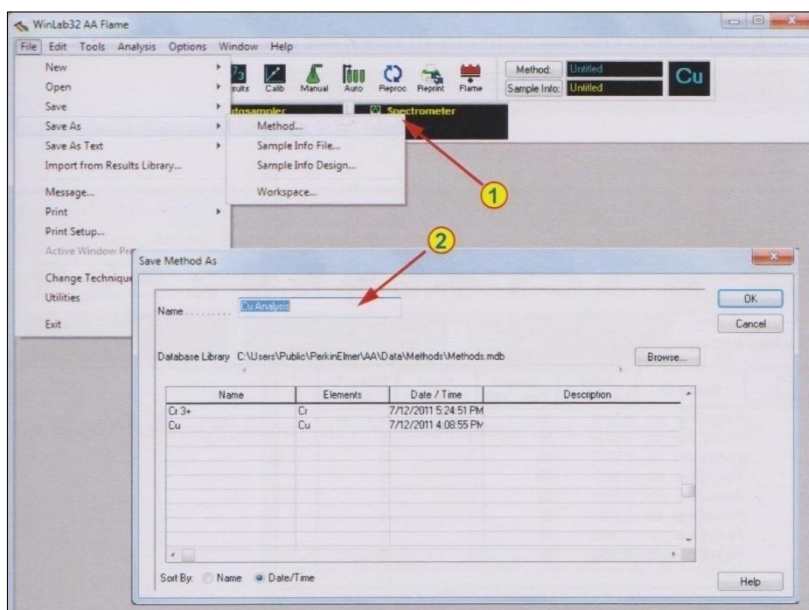 WinLab32 AA Flame
File Edit Tools Analysis Options Window Help
New
Open
Save
Save As
Save As Text
Import from Results Library...
Message...
Print
Print Setup...
Active Window
Change Technique
Utilities
Exit
Calib Manual Auto Reproc Reprint Flame
Method: Untitled
Sample Info: Untitled
Cu
Spectrometer
Method...
Sample Info File...
Sample Info Design...
Workspace...
1
2
Save Method As
Name ......... Cu Analysis
OK
Cancel
Database Library C:\Users\Public\PerkinElmer\AA\Data\Methods\Methods.mdb
Browse...
Name Elements Date / Time Description
Cr 3+ Cr 7/12/2011 5:24:51 PM
Cu Cu 7/12/2011 4:08:55 PM
Sort By: Name Date/Time
Help